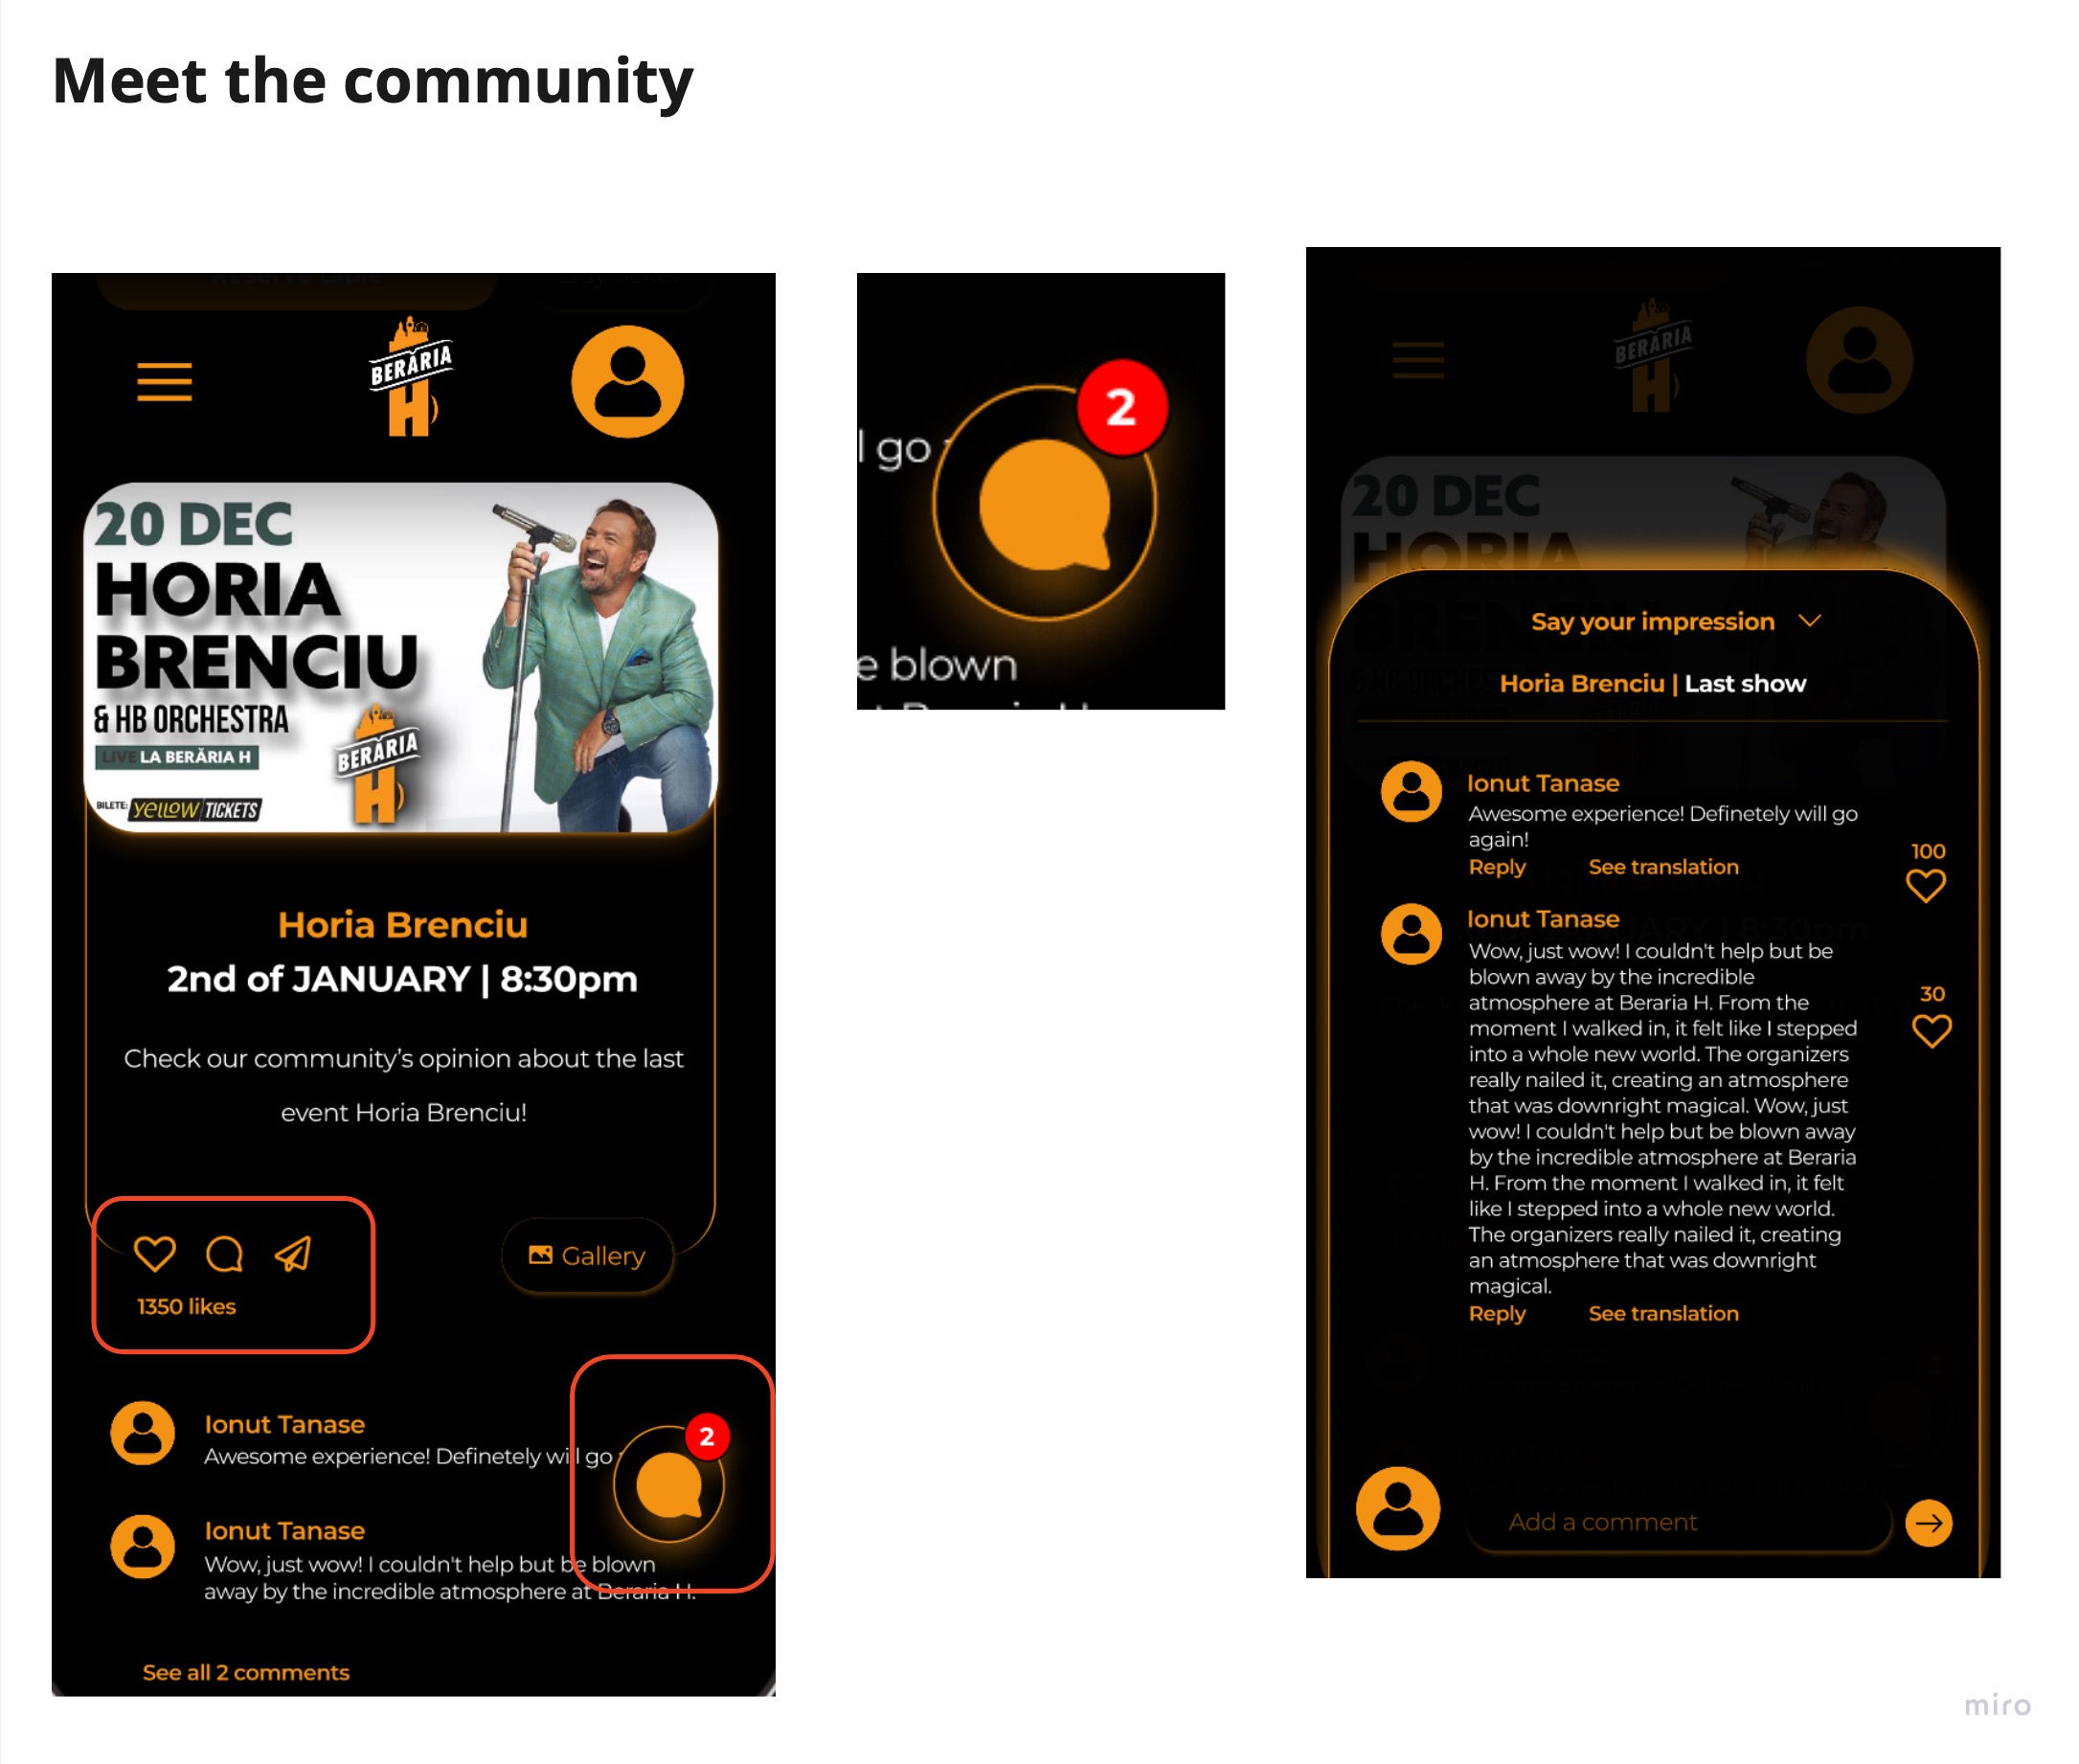 Meet the community
BERĂRIA
H
20 DEC
HORIA
BRENCIU
& HB ORCHESTRA
LIVE LA BERĂRIA H
BERĂRIA
H
BILETE: YELLOW TICKETS
Horia Brenciu
2nd of JANUARY | 8:30pm
Check our community's opinion about the last
event Horia Brenciu!
Gallery
1350 likes
2
Ionut Tanase
Awesome experience! Definetely will go
Ionut Tanase
Wow, just wow! I couldn't help but be blown
away by the incredible atmosphere at Beraria H.
See all 2 comments
2
l go
e blown
BERĂRIA
H
20 DEC
HORIA
BRENCIU
& HB ORCHES
Say your impression
Horia Brenciu | Last show
Ionut Tanase
Awesome experience! Definetely will go
again!
Reply See translation
100
Ionut Tanase
Wow, just wow! I couldn't help but be
blown away by the incredible
atmosphere at Beraria H. From the
moment I walked in, it felt like I stepped
into a whole new world. The organizers
really nailed it, creating an atmosphere
that was downright magical. Wow, just
wow! I couldn't help but be blown away
by the incredible atmosphere at Beraria
H. From the moment I walked in, it felt
like I stepped into a whole new world.
The organizers really nailed it, creating
an atmosphere that was downright
magical.
Reply See translation
30
Add a comment
miro